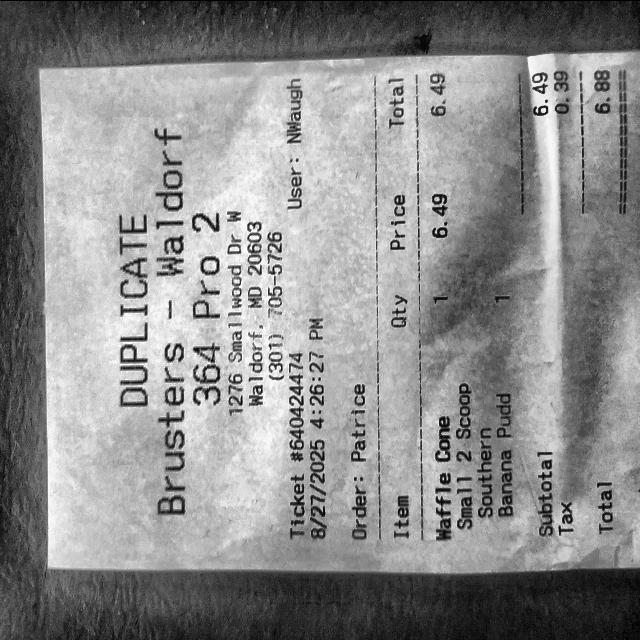 DUPLICATE
Brusters - Waldorf
364 Pro 2
1276 Smallwood Dr W
Waldorf, MD 20603
(301) 705-5726
Ticket #640424474
8/27/2025 4:26:27 PM User: NWaugh
Order: Patrice
Item Qty Price Total
Waffle Cone 1 6.49 6.49
Small 2 Scoop
Southern
Banana Pudd 1
Subtotal 6.49
Tax 0.39
Total 6.88